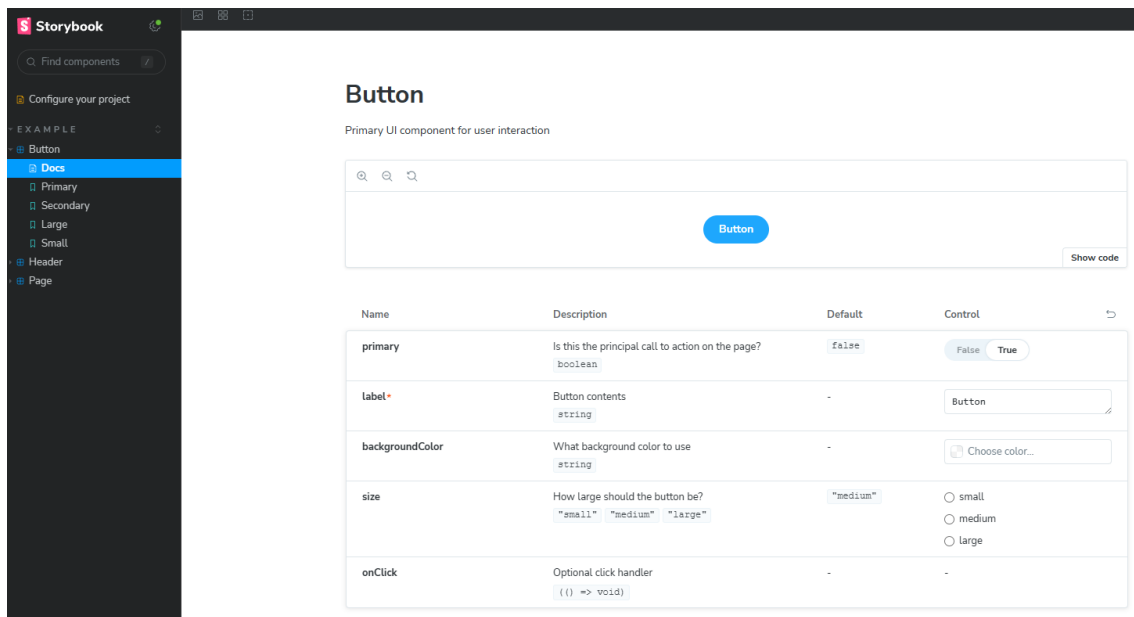 Storybook
Find components /
Configure your project
EXAMPLE
Button
Docs
Primary
Secondary
Large
Small
Header
Page
Button
Primary UI component for user interaction
Button
Show code
Name Description Default Control
primary Is this the principal call to action on the page? false False True
boolean
label* Button contents - Button
string
backgroundColor What background color to use - Choose color...
string
size How large should the button be? "medium" small
"small" "medium" "large" medium
large
onClick Optional click handler - -
(() => void)